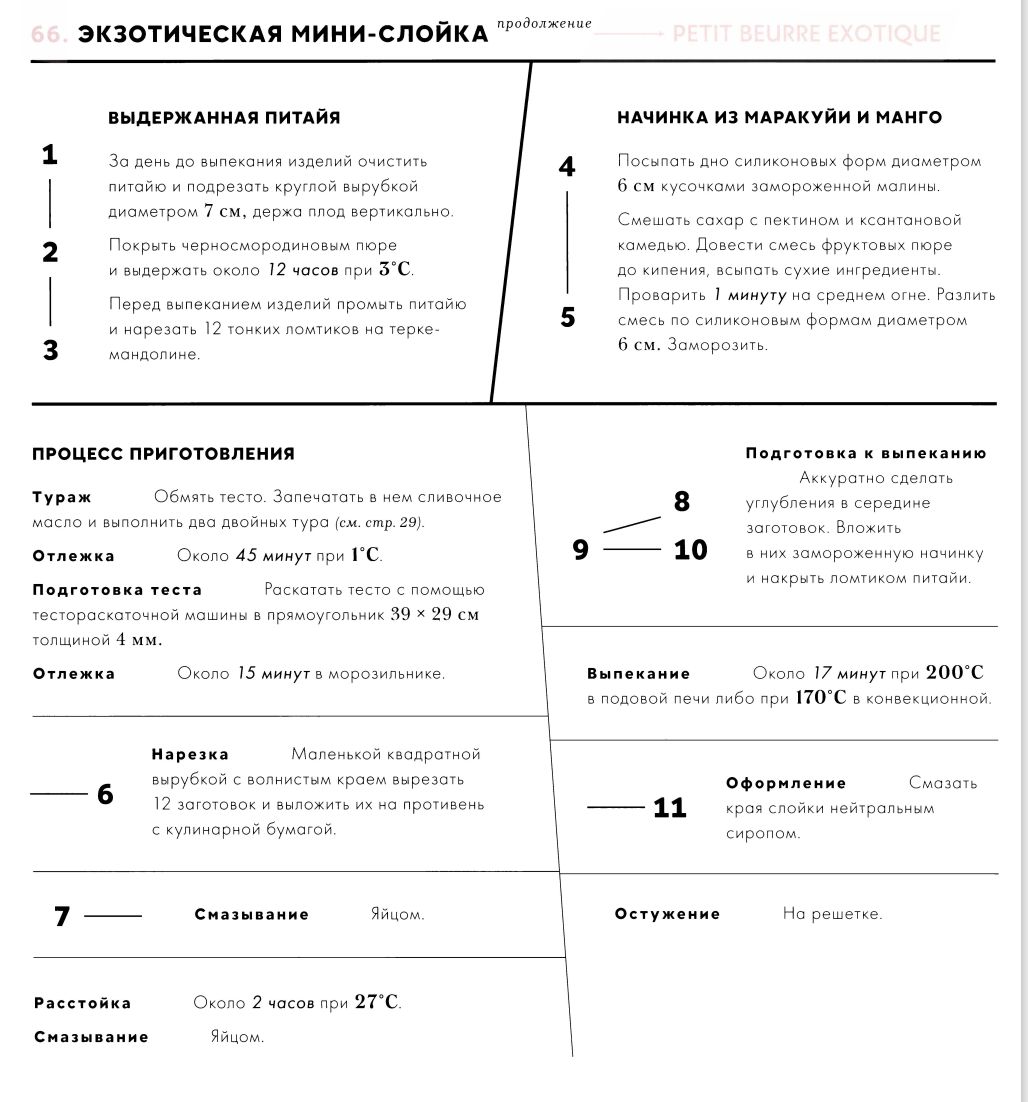 66. ЭКЗОТИЧЕСКАЯ МИНИ-СЛОЙКА продолжение PETIT BEURRE EXOTIQUE
ВЫДЕРЖАННАЯ ПИТАЙЯ
1
За день до выпекания изделий очистить
питайю и подрезать круглой вырубкой
диаметром 7 см, держа плод вертикально.
2
Покрыть черносмородиновым пюре
и выдержать около 12 часов при 3°С.
3
Перед выпеканием изделий промыть питайю
и нарезать 12 тонких ломтиков на терке-
мандолине.
НАЧИНКА ИЗ МАРАКУЙИ И МАНГО
4
Посыпать дно силиконовых форм диаметром
6 см кусочками замороженной малины.
5
Смешать сахар с пектином и ксантановой
камедью. Довести смесь фруктовых пюре
до кипения, всыпать сухие ингредиенты.
Проварить 1 минуту на среднем огне. Разлить
смесь по силиконовым формам диаметром
6 см. Заморозить.
ПРОЦЕСС ПРИГОТОВЛЕНИЯ
Тураж Обмять тесто. Запечатать в нем сливочное
масло и выполнить два двойных тура (см. стр. 29).
Отлежка Около 45 минут при 1°С.
Подготовка теста Раскатать тесто с помощью
тестораскаточной машины в прямоугольник 39 × 29 см
толщиной 4 мм.
Отлежка Около 15 минут в морозильнике.
6
Нарезка Маленькой квадратной
вырубкой с волнистым краем вырезать
12 заготовок и выложить их на противень
с кулинарной бумагой.
7 Смазывание Яйцом.
Расстойка Около 2 часов при 27°С.
Смазывание Яйцом.
8
9 10
Подготовка к выпеканию
Аккуратно сделать
углубления в середине
заготовок. Вложить
в них замороженную начинку
и накрыть ломтиком питайи.
Выпекание Около 17 минут при 200°С
в подовой печи либо при 170°С в конвекционной.
11
Оформление Смазать
края слойки нейтральным
сиропом.
Остужение На решетке.